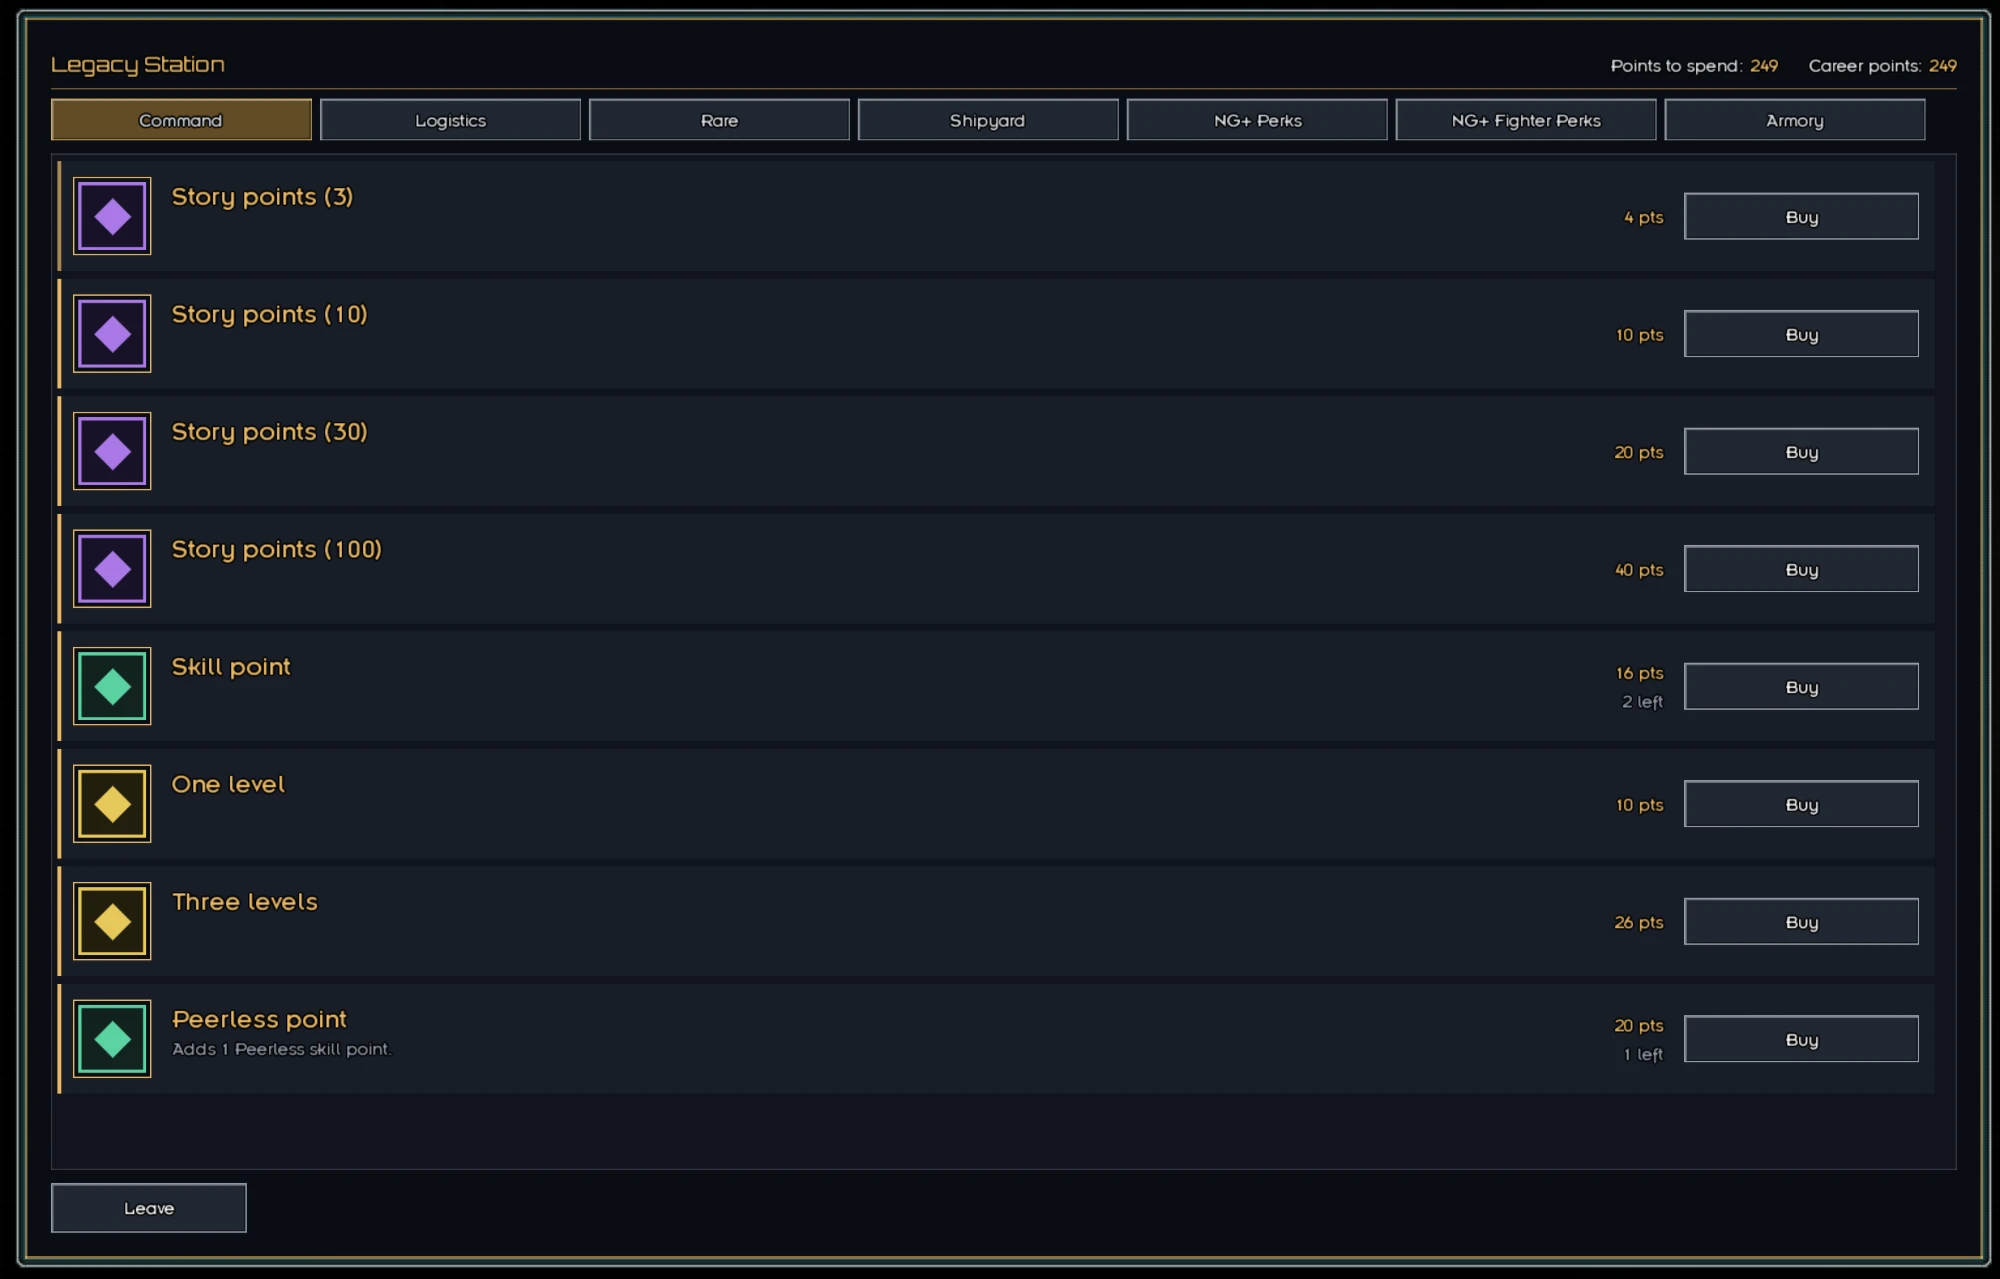 Legacy Station
Points to spend: 249 Career points: 249
Command Logistics Rare Shipyard NG+ Perks NG+ Fighter Perks Armory
Story points (3)
4 pts
Buy
Story points (10)
10 pts
Buy
Story points (30)
20 pts
Buy
Story points (100)
40 pts
Buy
Skill point
16 pts
2 left
Buy
One level
10 pts
Buy
Three levels
26 pts
Buy
Peerless point
Adds 1 Peerless skill point.
20 pts
1 left
Buy
Leave